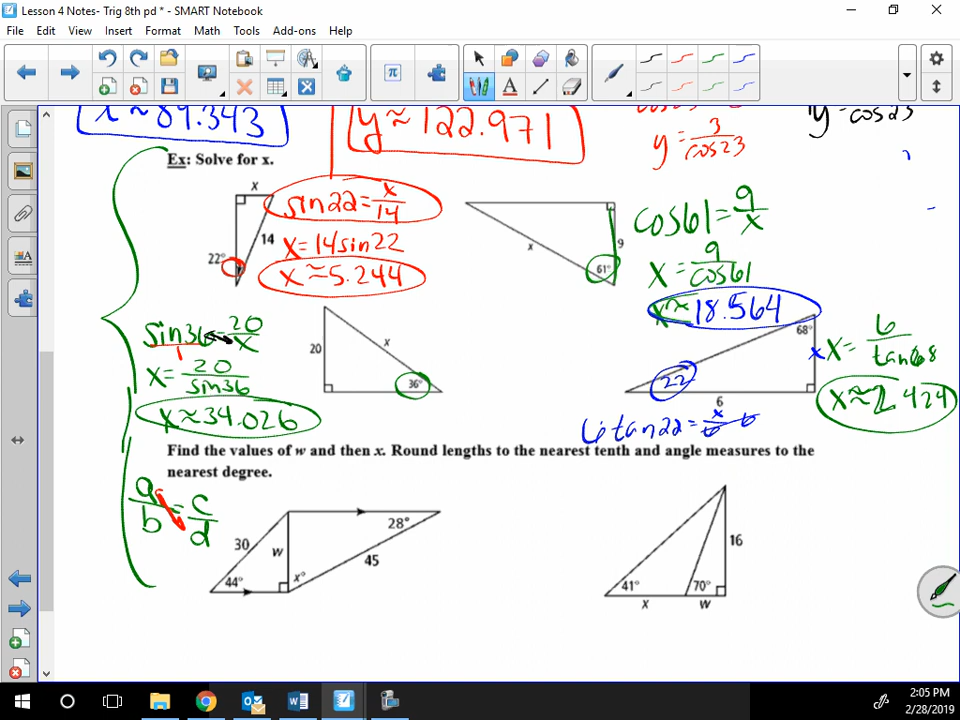 Lesson 4 Notes- Trig 8th pd * - SMART Notebook
File Edit View Insert Format Math Tools Add-ons Help
x ≈ 89.343
y ≈ 122.971
y = 3/cos23
y = cos23
Ex: Solve for x.
x
14
22°
sin22 = x/14
x = 14sin22
x ≈ 5.244
x
9
61°
cos61 = 9/x
x = 9/cos61
x ≈ 18.564
sin36 = 20/x
1
x = 20/sin36
x ≈ 34.026
20
x
36°
68°
22
6
x
x = 6/tan68
x ≈ 2.424
6 tan22 = x/6 · 6
Find the values of w and then x. Round lengths to the nearest tenth and angle measures to the
nearest degree.
a/b = c/d
30
w
28°
45
44°
x°
16
41°
70°
x
w
2:05 PM
2/28/2019